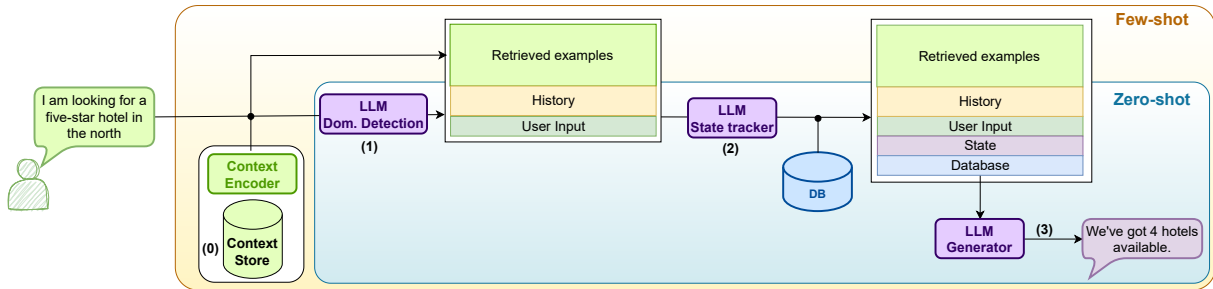 Few-shot
Zero-shot
I am looking for a
five-star hotel in
the north
Context
Encoder
(0)
Context
Store
LLM
Dom. Detection
(1)
Retrieved examples
History
User Input
LLM
State tracker
(2)
DB
Retrieved examples
History
User Input
State
Database
LLM
Generator
(3)
We've got 4 hotels
available.